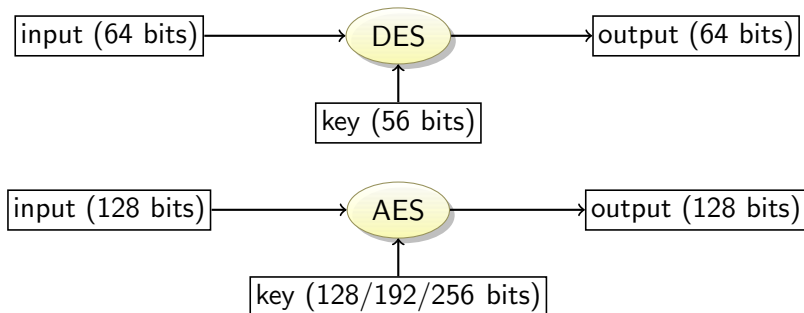 input (64 bits)
DES
output (64 bits)
key (56 bits)
input (128 bits)
AES
output (128 bits)
key (128/192/256 bits)